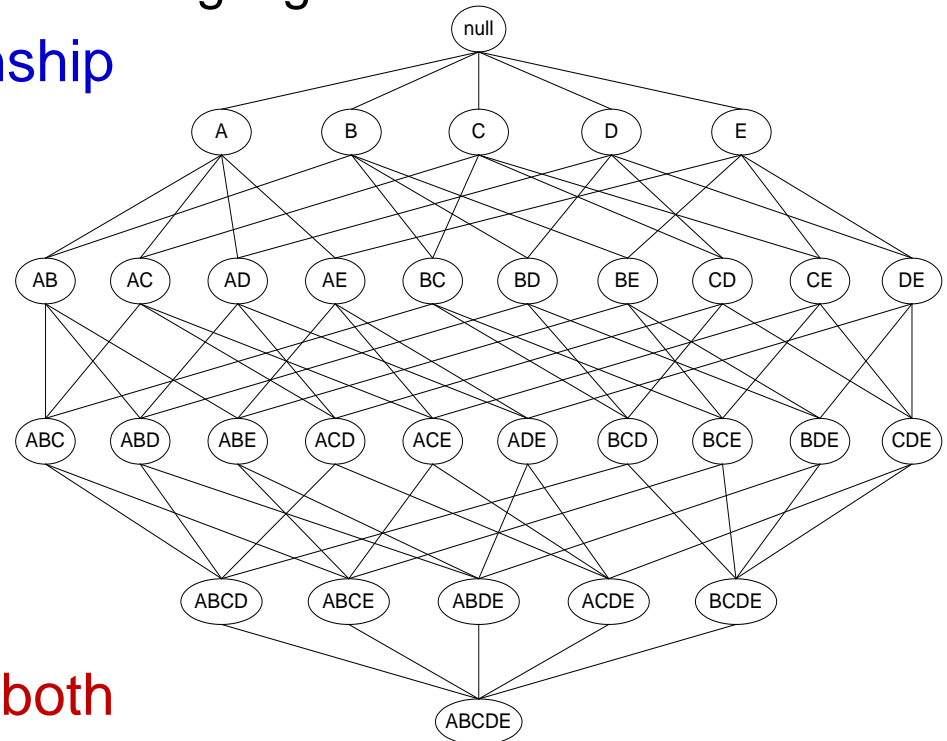 null
nship
A B C D E
AB AC AD AE BC BD BE CD CE DE
ABC ABD ABE ACD ACE ADE BCD BCE BDE CDE
ABCD ABCE ABDE ACDE BCDE
both
ABCDE